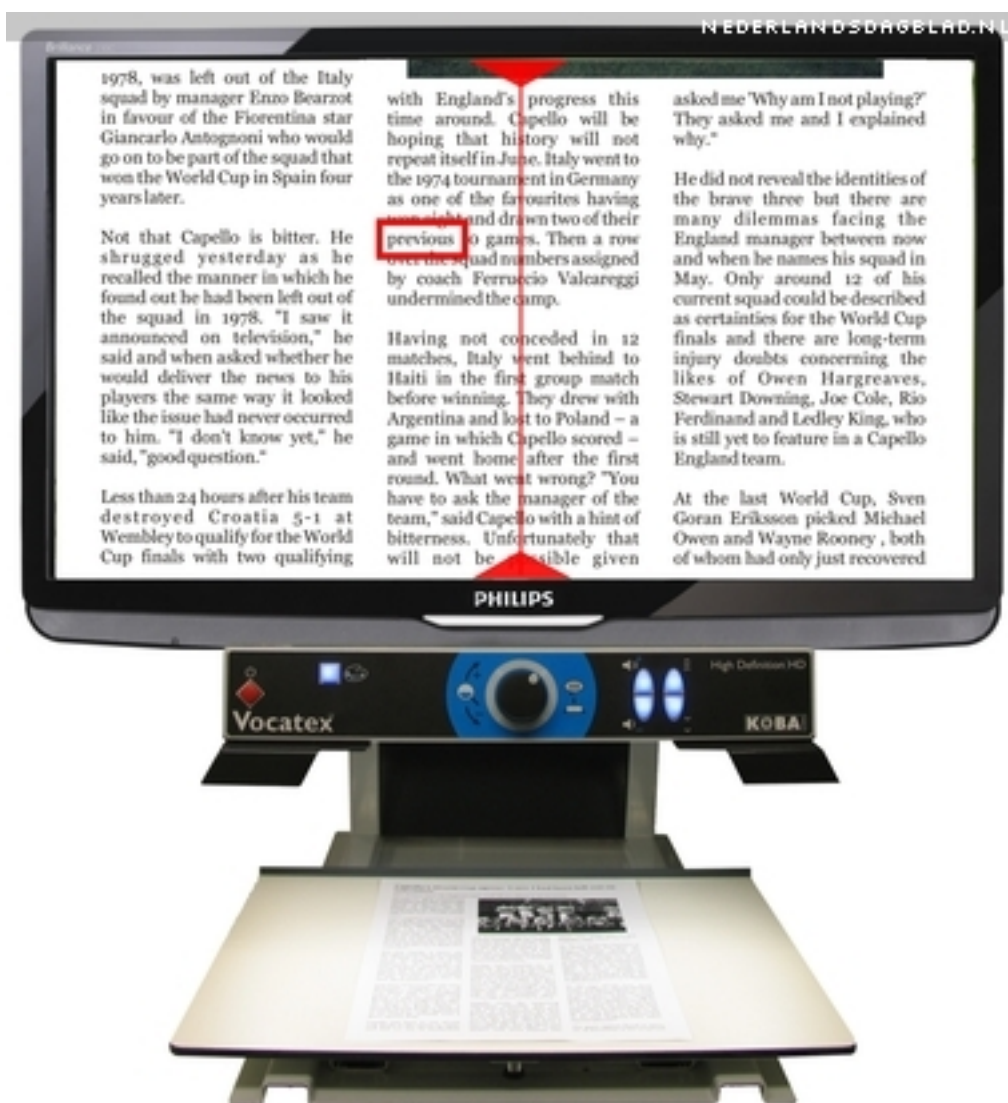 NEDERLANDSDAGBLAD.NL
Brilliance
1978, was left out of the Italy
squad by manager Enzo Bearzot
in favour of the Fiorentina star
Giancarlo Antognoni who would
go on to be part of the squad that
won the World Cup in Spain four
years later.
Not that Capello is bitter. He
shrugged yesterday as he
recalled the manner in which he
found out he had been left out of
the squad in 1978. "I saw it
announced on television," he
said and when asked whether he
would deliver the news to his
players the same way it looked
like the issue had never occurred
to him. "I don't know yet," he
said, "good question."
Less than 24 hours after his team
destroyed Croatia 5-1 at
Wembley to qualify for the World
Cup finals with two qualifying
with England's progress this
time around. Capello will be
hoping that history will not
repeat itself in June. Italy went to
the 1974 tournament in Germany
as one of the favourites having
won eight and drawn two of their
previous games. Then a row
over the squad numbers assigned
by coach Ferruccio Valcareggi
undermined the camp.
Having not conceded in 12
matches, Italy went behind to
Haiti in the first group match
before winning. They drew with
Argentina and lost to Poland – a
game in which Capello scored –
and went home after the first
round. What went wrong? "You
have to ask the manager of the
team," said Capello with a hint of
bitterness. Unfortunately that
will not be given
asked me 'Why am I not playing?'
They asked me and I explained
why."
He did not reveal the identities of
the brave three but there are
many dilemmas facing the
England manager between now
and when he names his squad in
May. Only around 12 of his
current squad could be described
as certainties for the World Cup
finals and there are long-term
injury doubts concerning the
likes of Owen Hargreaves,
Stewart Downing, Joe Cole, Rio
Ferdinand and Ledley King, who
is still yet to feature in a Capello
England team.
At the last World Cup, Sven
Goran Eriksson picked Michael
Owen and Wayne Rooney , both
of whom had only just recovered
PHILIPS
High Definition HD
Vocatex
KOBA